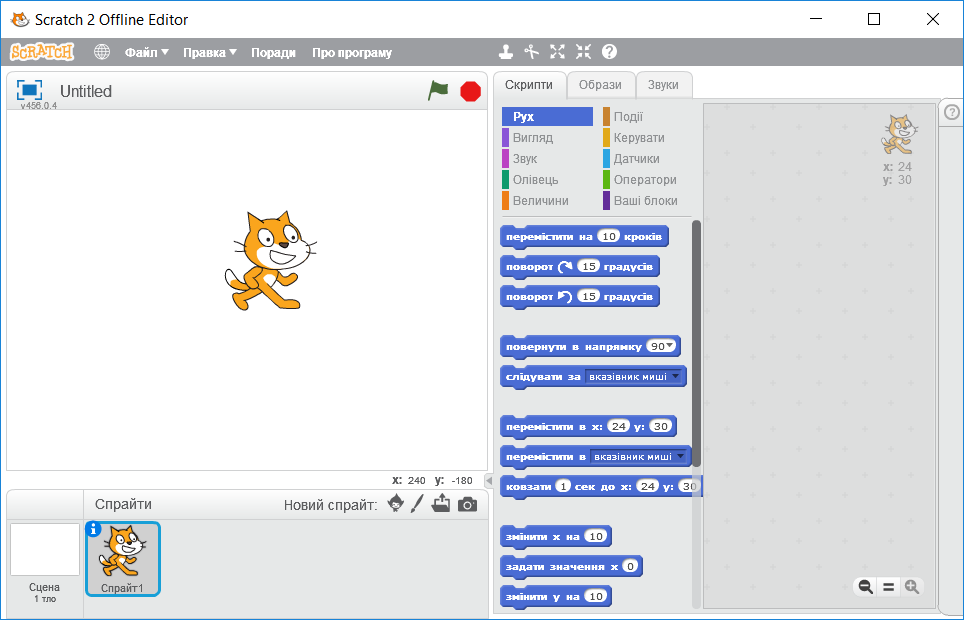 Scratch 2 Offline Editor
SCRATCH Файл Правка Поради Про програму
Untitled
v456.0.4
Скрипти Образи Звуки
Рух Події
Вигляд Керувати
Звук Датчики
Олівець Оператори
Величини Ваші блоки
x: 24
y: 30
перемістити на 10 кроків
поворот 15 градусів
поворот 15 градусів
повернути в напрямку 90
слідувати за вказівник миші
перемістити в x: 24 y: 30
перемістити в вказівник миші
ковзати 1 сек до x: 24 y: 30
змінити x на 10
задати значення x 0
змінити y на 10
x: 240 y: -180
Спрайти Новий спрайт:
Сцена
1 тло
Спрайт1